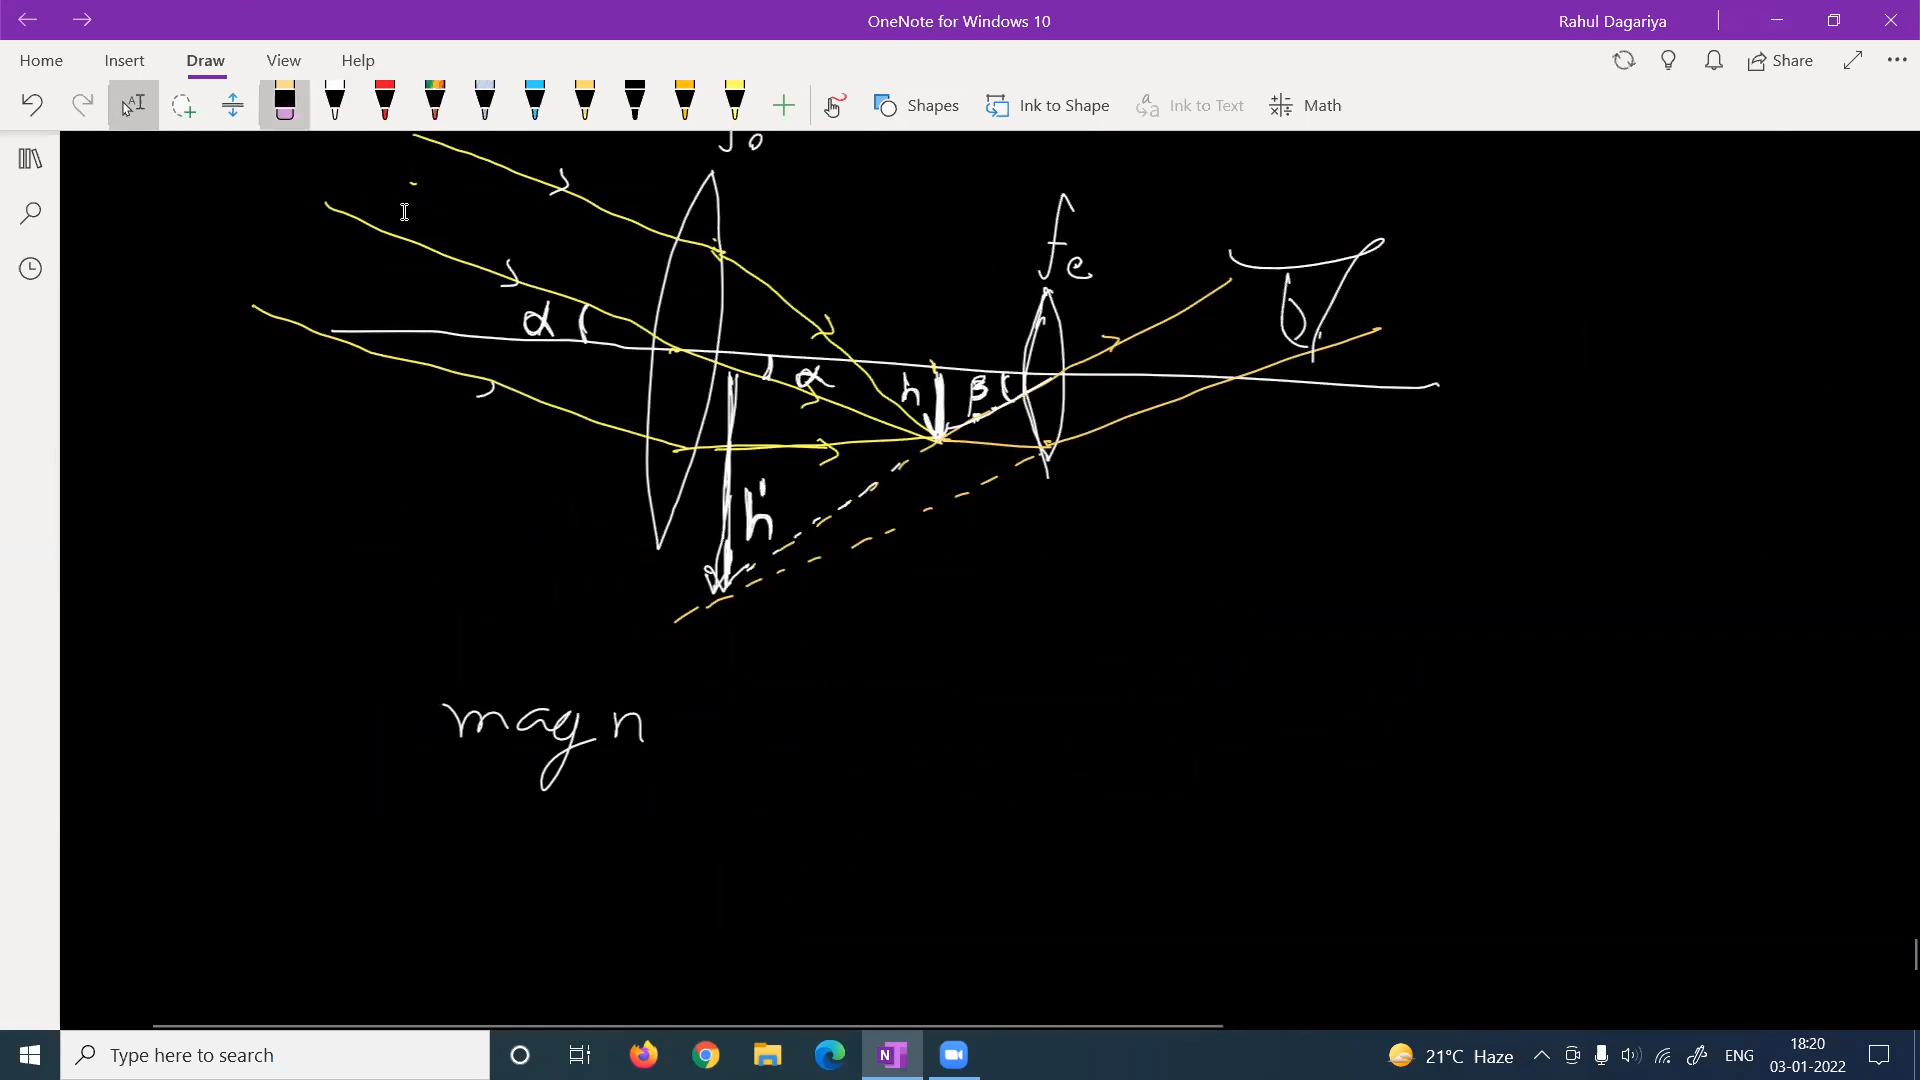 OneNote for Windows 10
Rahul Dagariya
Home Insert Draw View Help
Share
Shapes Ink to Shape Ink to Text Math
fo
fe
α
α
h
β
h'
magn
Type here to search
21°C Haze
ENG
18:20
03-01-2022